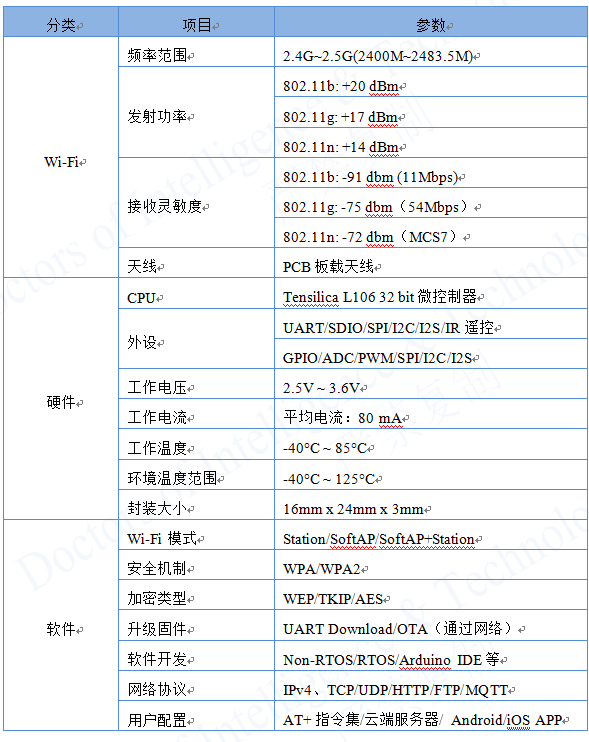 分类 项目 参数
Wi-Fi 频率范围 2.4G~2.5G(2400M~2483.5M)
发射功率 802.11b: +20 dBm
802.11g: +17 dBm
802.11n: +14 dBm
接收灵敏度 802.11b: -91 dbm (11Mbps)
802.11g: -75 dbm（54Mbps）
802.11n: -72 dbm（MCS7）
天线 PCB 板载天线
硬件 CPU Tensilica L106 32 bit 微控制器
外设 UART/SDIO/SPI/I2C/I2S/IR 遥控
GPIO/ADC/PWM/SPI/I2C/I2S
工作电压 2.5V ~ 3.6V
工作电流 平均电流：80 mA
工作温度 -40°C ~ 85°C
环境温度范围 -40°C ~ 125°C
封装大小 16mm x 24mm x 3mm
软件 Wi-Fi 模式 Station/SoftAP/SoftAP+Station
安全机制 WPA/WPA2
加密类型 WEP/TKIP/AES
升级固件 UART Download/OTA（通过网络）
软件开发 Non-RTOS/RTOS/Arduino IDE 等
网络协议 IPv4、TCP/UDP/HTTP/FTP/MQTT
用户配置 AT+ 指令集/云端服务器/ Android/iOS APP
Doctors of Intelligence & Technology